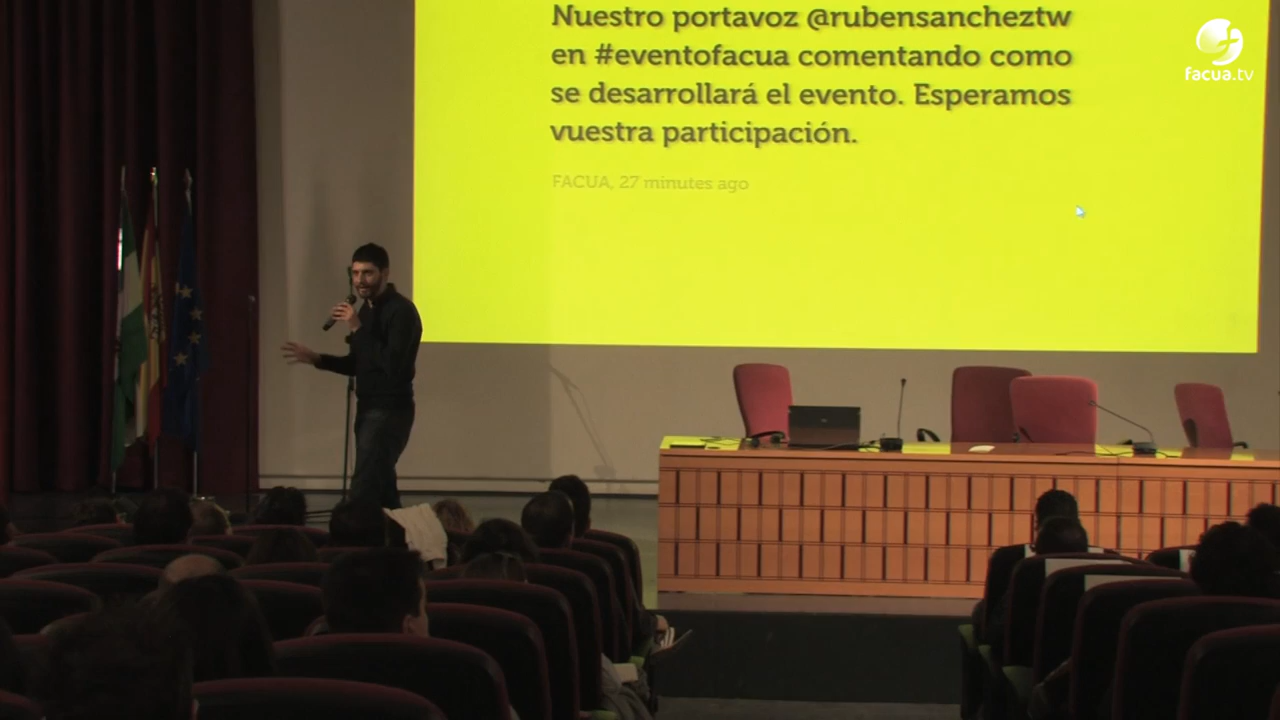 Nuestro portavoz @rubensancheztw
en #eventofacua comentando como
se desarrollará el evento. Esperamos
vuestra participación.
FACUA, 27 minutes ago
facua.tv